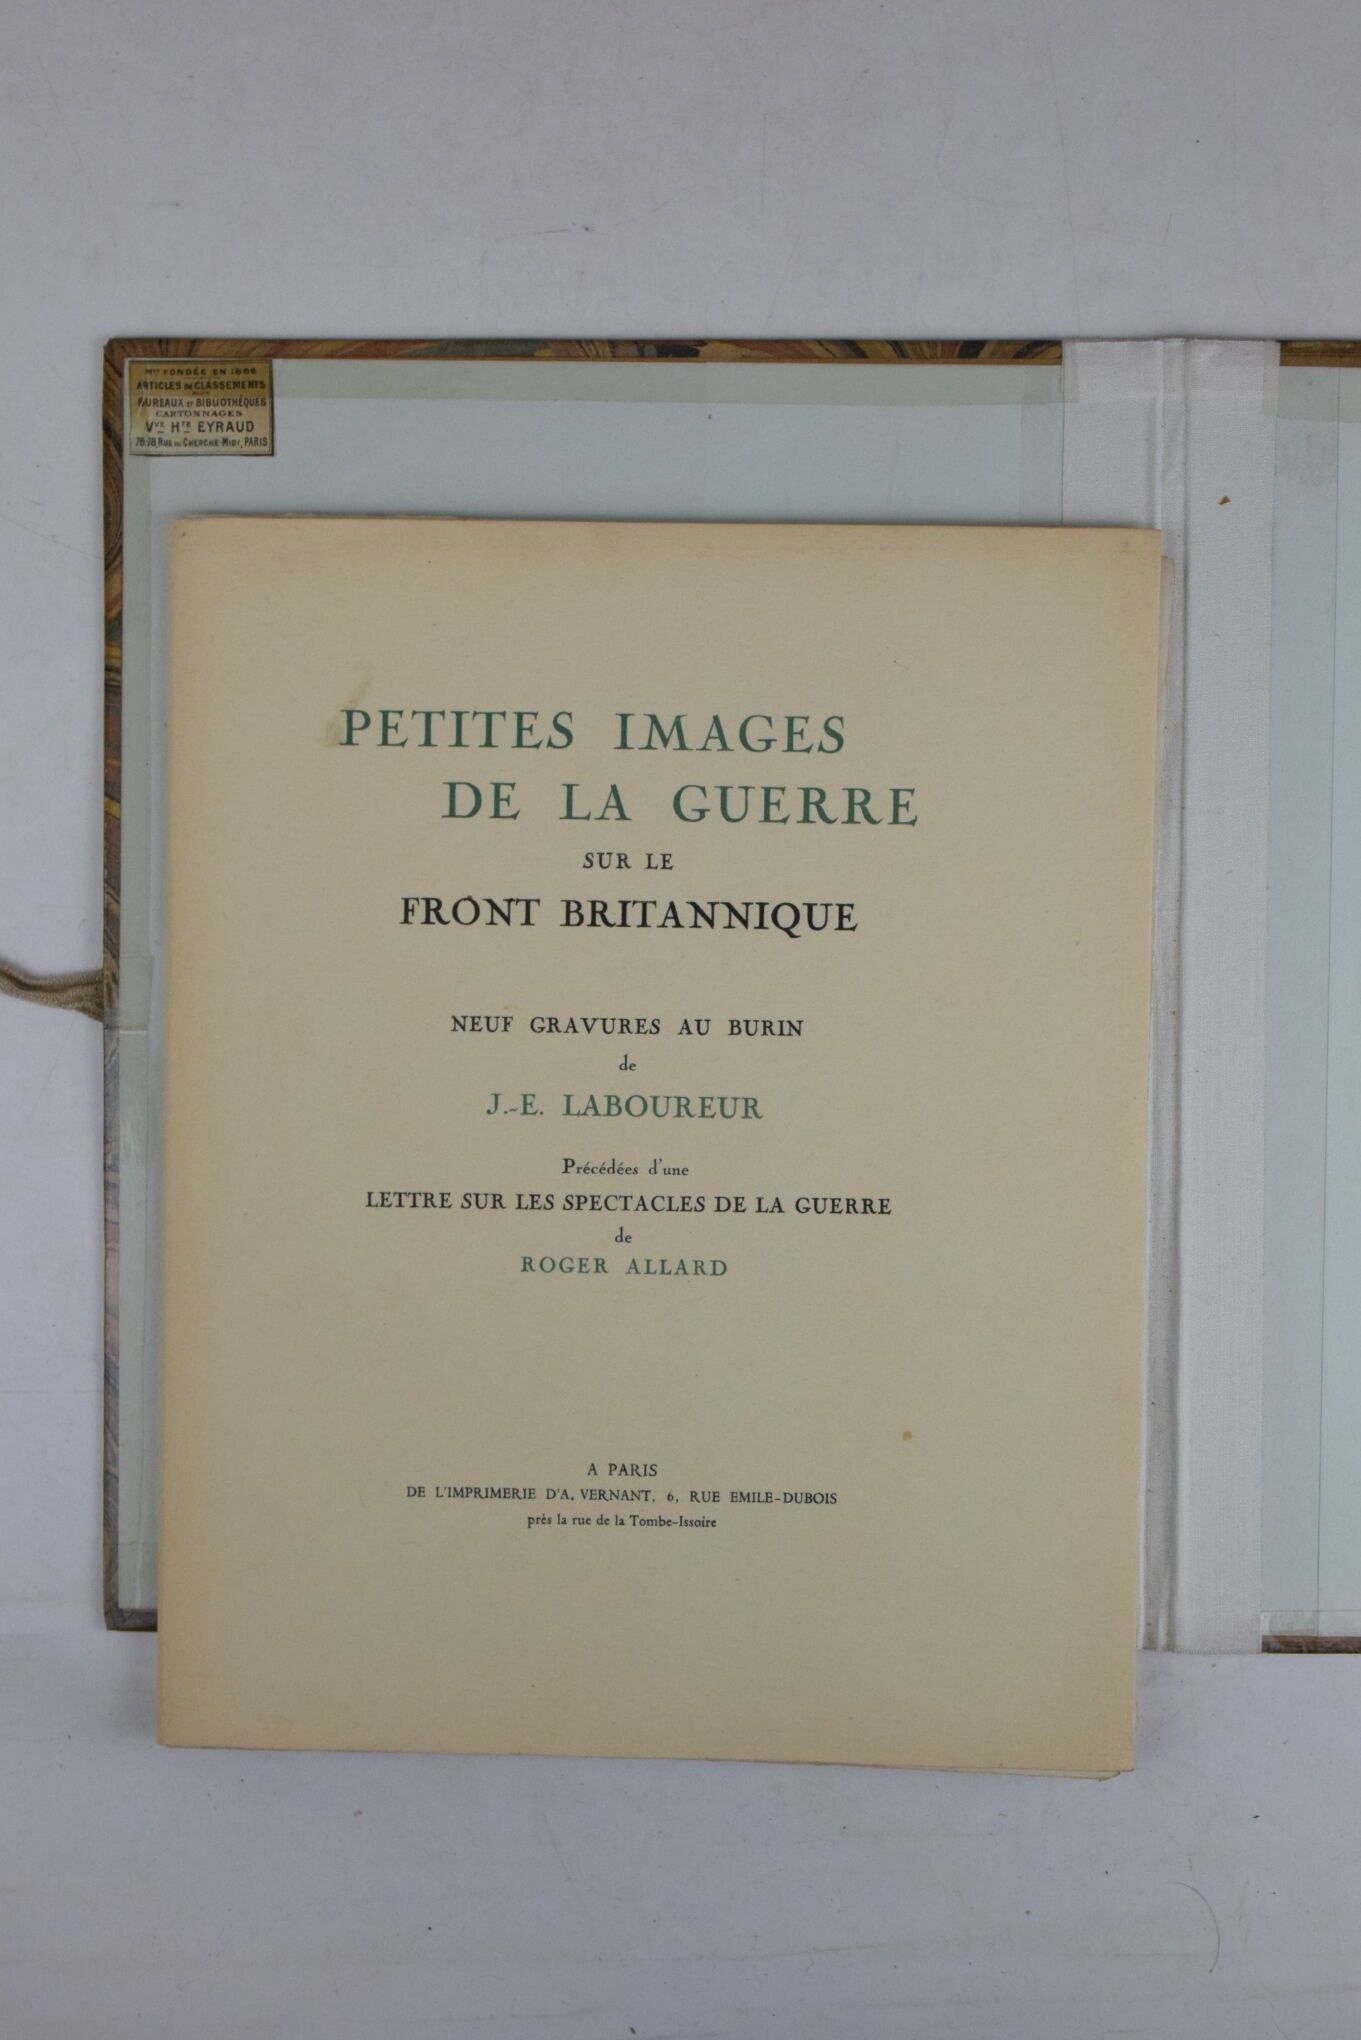 Mon FONDÉE EN 1886
ARTICLES DE CLASSEMENTS
POUR
BUREAUX ET BIBLIOTHÈQUES
CARTONNAGES
Vve Hte EYRAUD
76-78, RUE DU CHERCHE-MIDI, PARIS
PETITES IMAGES
DE LA GUERRE
SUR LE
FRONT BRITANNIQUE
NEUF GRAVURES AU BURIN
de
J.-E. LABOUREUR
Précédées d'une
LETTRE SUR LES SPECTACLES DE LA GUERRE
de
ROGER ALLARD
A PARIS
DE L'IMPRIMERIE D'A. VERNANT, 6, RUE EMILE-DUBOIS
près la rue de la Tombe-Issoire